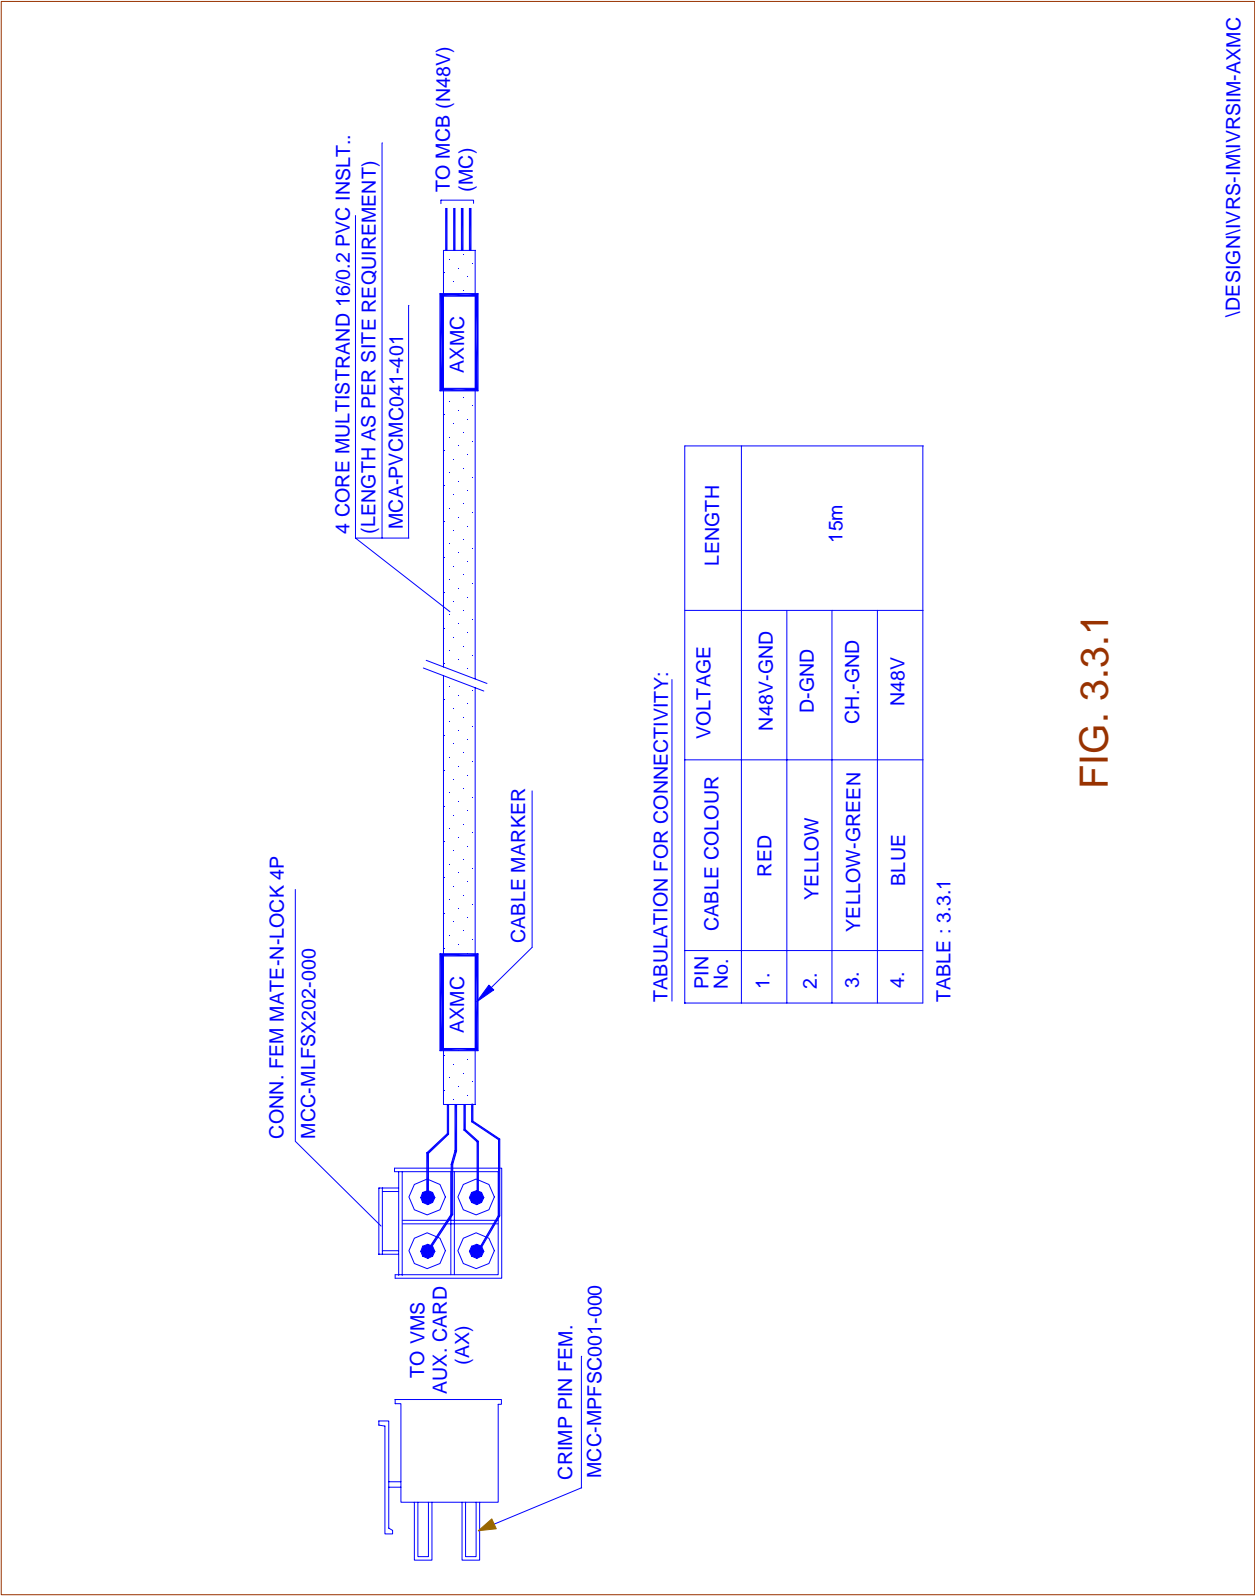 4 CORE MULTISTRAND 16/0.2 PVC INSLT..
(LENGTH AS PER SITE REQUIREMENT)
MCA-PVCMC041-401
CONN. FEM MATE-N-LOCK 4P
MCC-MLFSX202-000
TO VMS
AUX. CARD
(AX)
AXMC
AXMC
TO MCB (N48V)
(MC)
CABLE MARKER
CRIMP PIN FEM.
MCC-MPFSC001-000
TABULATION FOR CONNECTIVITY:
PIN No. CABLE COLOUR VOLTAGE LENGTH
1. RED N48V-GND 15m
2. YELLOW D-GND
3. YELLOW-GREEN CH.-GND
4. BLUE N48V
TABLE : 3.3.1
FIG. 3.3.1
\DESIGN\IVRS-IM\IVRSIM-AXMC